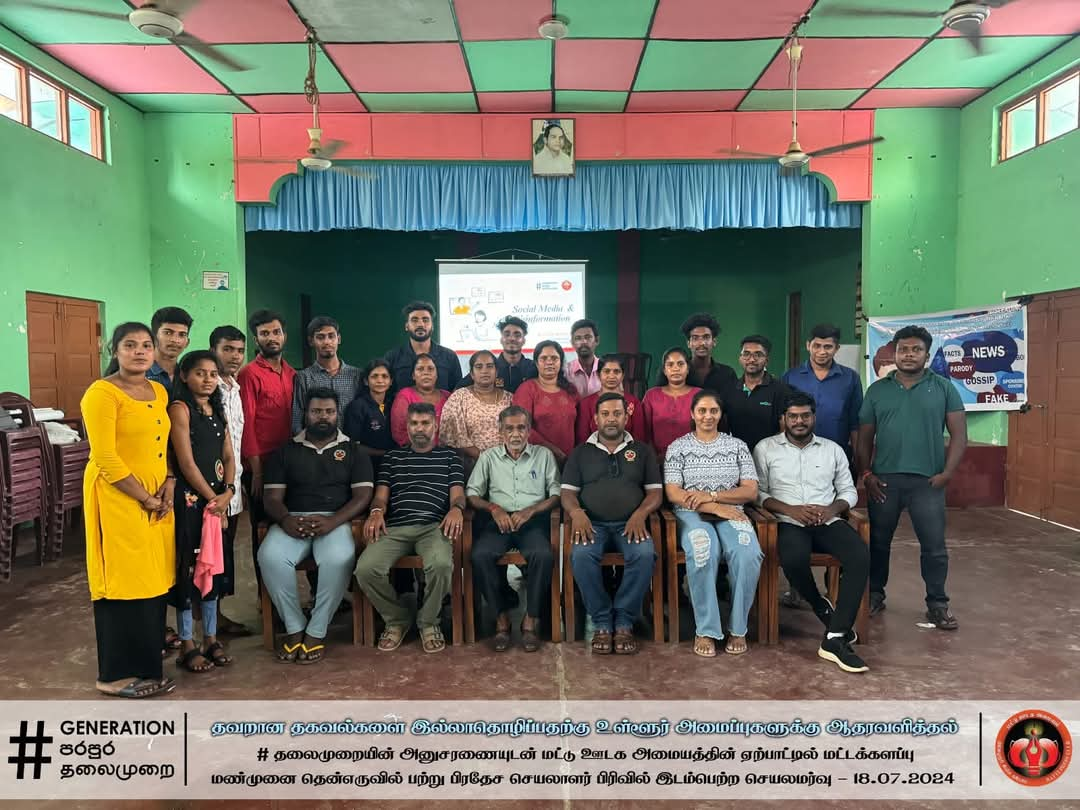 Social Media &
FACTS
NEWS
PARODY
GOSSIP
SPONSORED
FAKE
# GENERATION
පරපුර
தலைமுறை
தவறான தகவல்களை இல்லாதொழிப்பதற்கு உள்ளூர் அமைப்புகளுக்கு ஆதரவளித்தல்
# தலைமுறையின் அனுசரணையுடன் மட்டு ஊடக அமையத்தின் ஏற்பாட்டில் மட்டக்களப்பு
மண்முனை தென்எருவில் பற்று பிரதேச செயலாளர் பிரிவில் இடம்பெற்ற செயலமர்வு – 18.07.2024